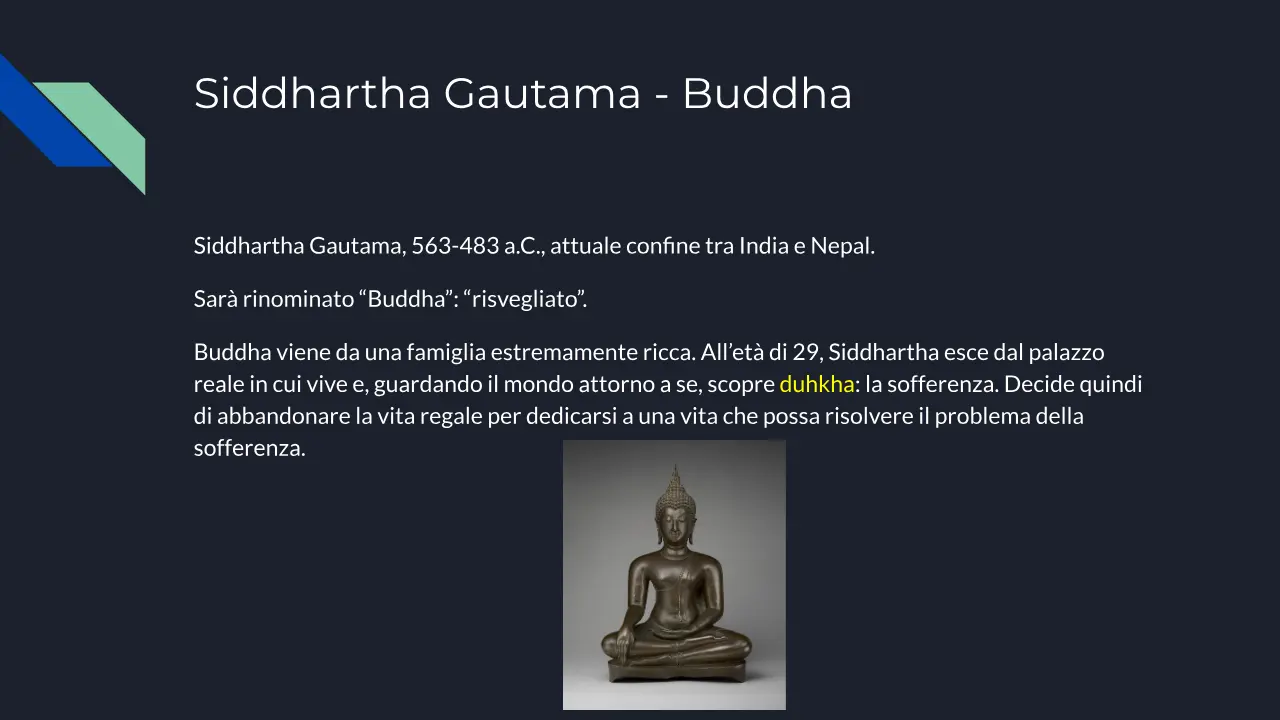 Siddhartha Gautama - Buddha
Siddhartha Gautama, 563-483 a.C., attuale confine tra India e Nepal.
Sarà rinominato “Buddha”: “risvegliato”.
Buddha viene da una famiglia estremamente ricca. All’età di 29, Siddhartha esce dal palazzo
reale in cui vive e, guardando il mondo attorno a se, scopre duhkha: la sofferenza. Decide quindi
di abbandonare la vita regale per dedicarsi a una vita che possa risolvere il problema della
sofferenza.